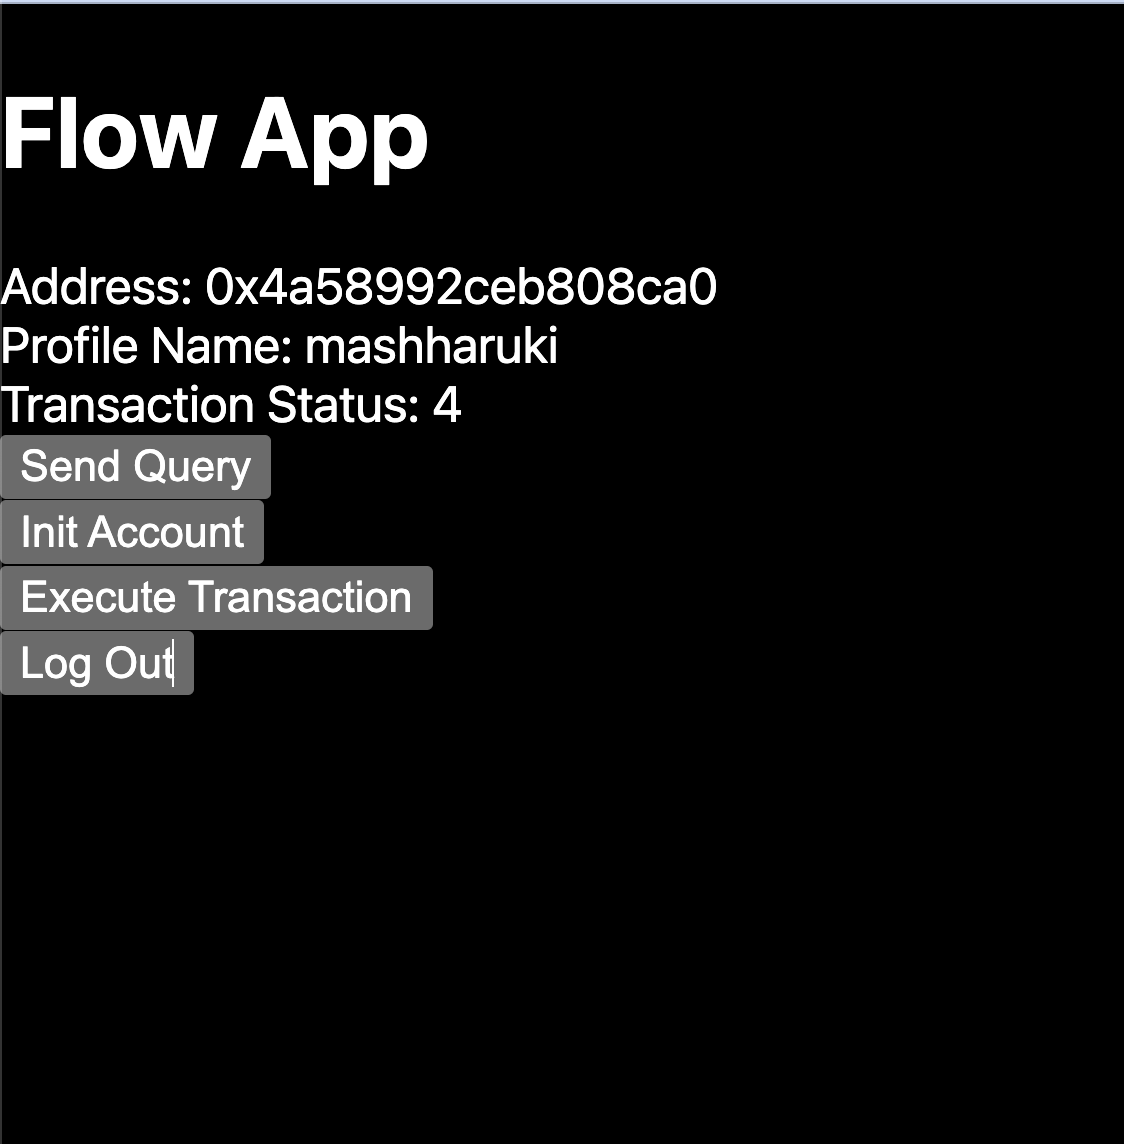 Flow App
Address: 0x4a58992ceb808ca0
Profile Name: mashharuki
Transaction Status: 4
Send Query
Init Account
Execute Transaction
Log Out